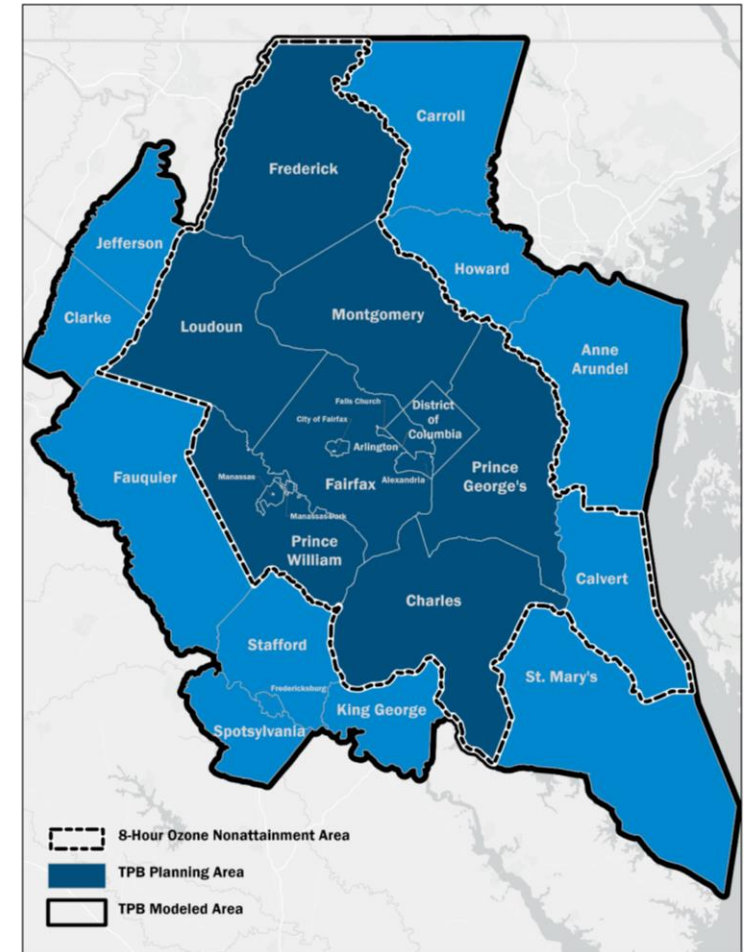 Carroll
Frederick
Jefferson
Howard
Clarke
Montgomery
Loudoun
Anne
Arundel
Falls Church
District
of
Columbia
City of Fairfax
Arlington
Prince
George's
Fauquier
Manassas
Fairfax
Alexandria
Manassas Park
Prince
William
Calvert
Charles
Stafford
St. Mary's
Fredericksburg
King George
Spotsylvania
8-Hour Ozone Nonattainment Area
TPB Planning Area
TPB Modeled Area